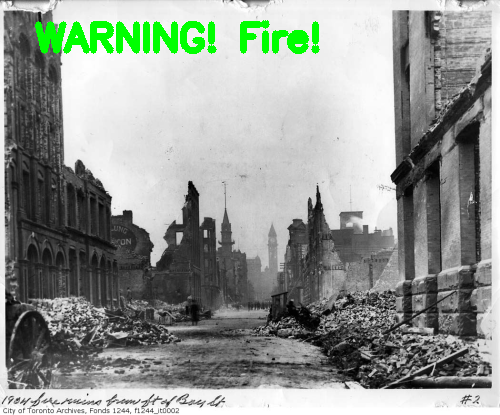 WARNING! Fire!
1904 fire ruins from ft of Bay St. #2
City of Toronto Archives, Fonds 1244, f1244_it0002